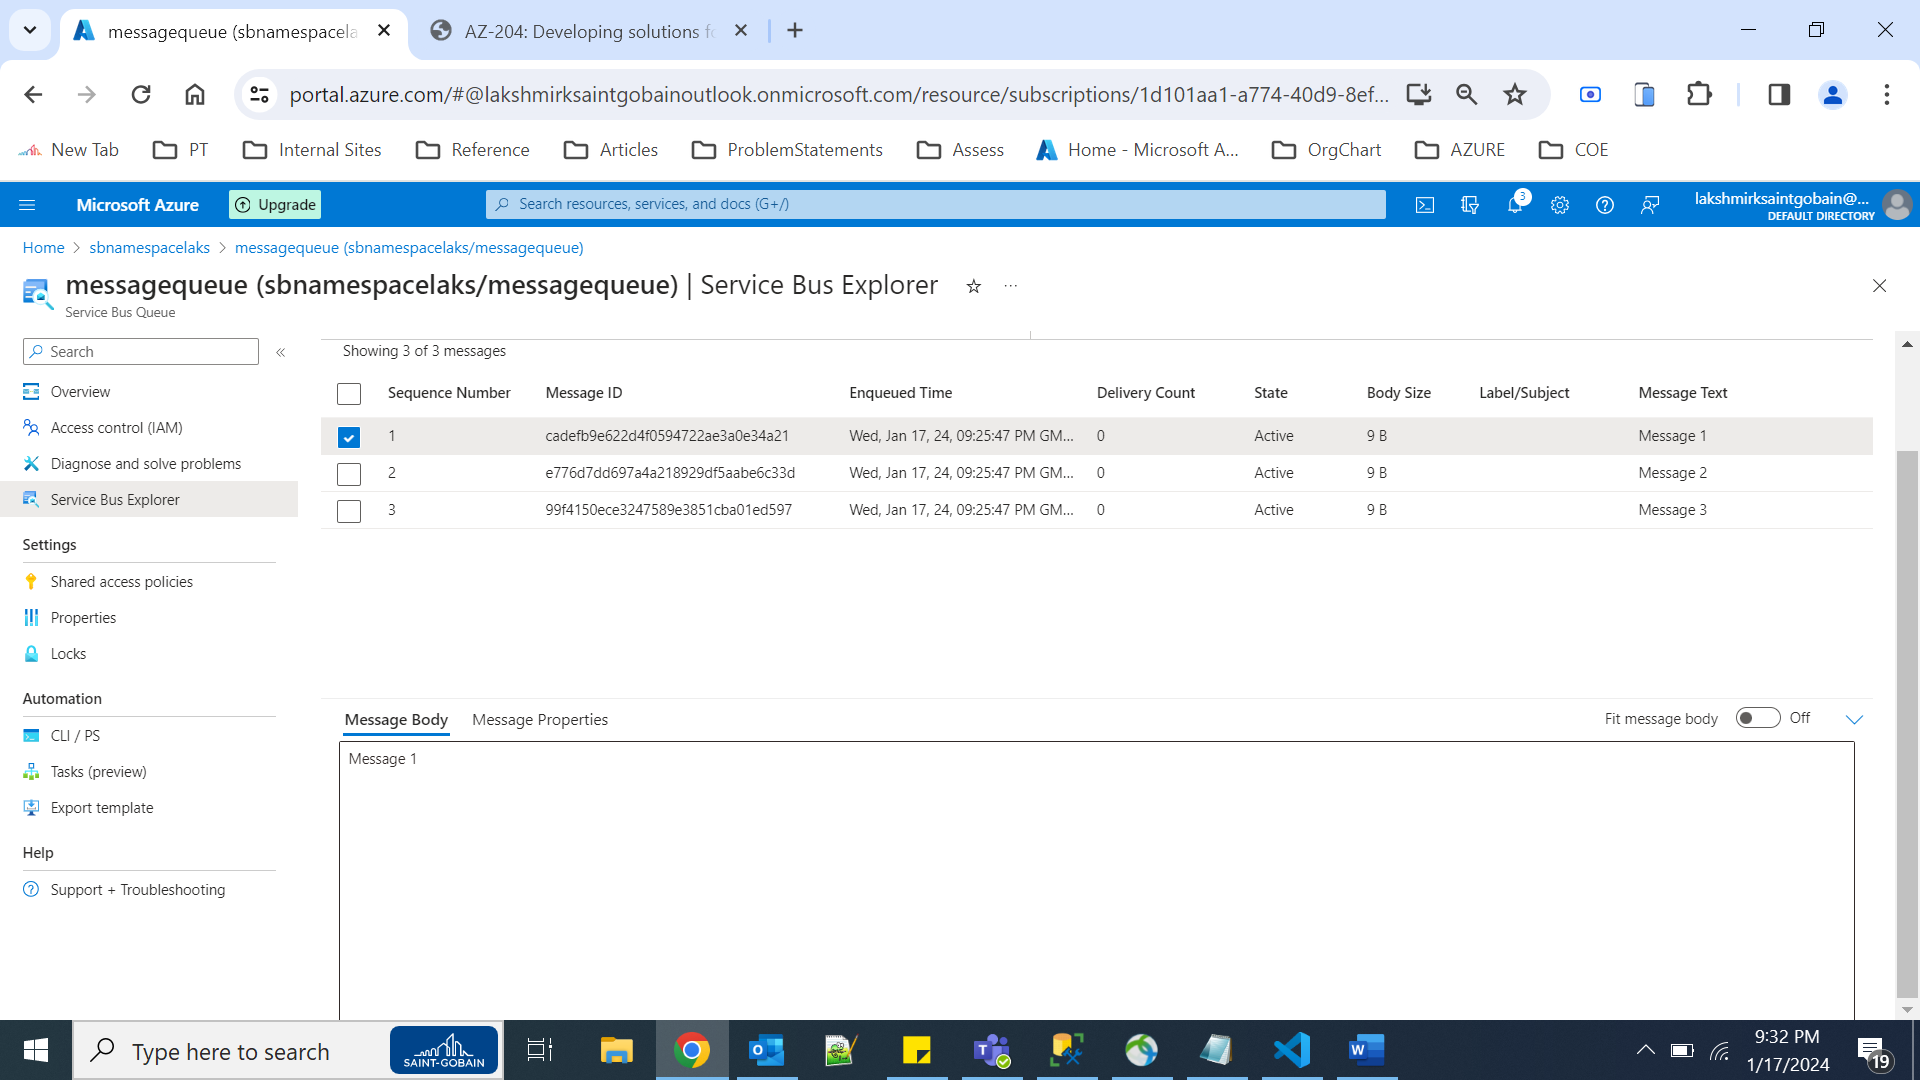 messagequeue (sbnamespacela
AZ-204: Developing solutions fo
portal.azure.com/#@lakshmirksaintgobainoutlook.onmicrosoft.com/resource/subscriptions/1d101aa1-a774-40d9-8ef...
New Tab PT Internal Sites Reference Articles ProblemStatements Assess Home - Microsoft A... OrgChart AZURE COE
Microsoft Azure Upgrade Search resources, services, and docs (G+/) 3 lakshmirksaintgobain@...
DEFAULT DIRECTORY
Home > sbnamespacelaks > messagequeue (sbnamespacelaks/messagequeue)
messagequeue (sbnamespacelaks/messagequeue) | Service Bus Explorer ...
Service Bus Queue
Search «
Overview
Access control (IAM)
Diagnose and solve problems
Service Bus Explorer
Settings
Shared access policies
Properties
Locks
Automation
CLI / PS
Tasks (preview)
Export template
Help
Support + Troubleshooting
Showing 3 of 3 messages
Sequence Number Message ID Enqueued Time Delivery Count State Body Size Label/Subject Message Text
1 cadefb9e622d4f0594722ae3a0e34a21 Wed, Jan 17, 24, 09:25:47 PM GM... 0 Active 9 B Message 1
2 e776d7dd697a4a218929df5aabe6c33d Wed, Jan 17, 24, 09:25:47 PM GM... 0 Active 9 B Message 2
3 99f4150ece3247589e3851cba01ed597 Wed, Jan 17, 24, 09:25:47 PM GM... 0 Active 9 B Message 3
Message Body Message Properties Fit message body Off
Message 1
Type here to search SAINT-GOBAIN
9:32 PM
1/17/2024
19